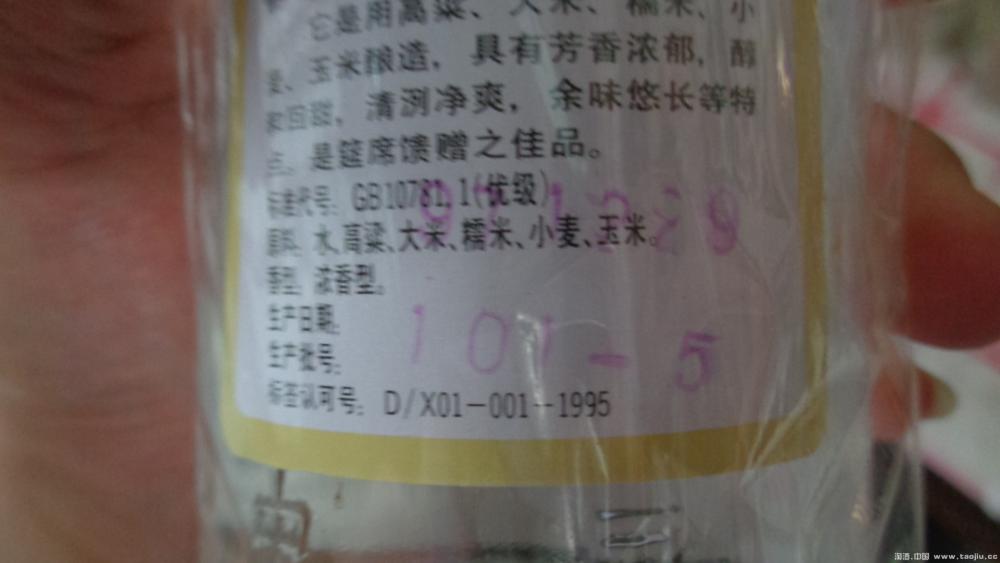 它是用高粱、大米、糯米、小
麦、玉米酿造，具有芳香浓郁，醇
和回甜，清洌净爽，余味悠长等特
点。是筵席馈赠之佳品。
标准代号：GB10781.1(优级)
原料：水、高粱、大米、糯米、小麦、玉米。
香型：浓香型。
生产日期：
生产批号：
101-5
标签认可号：D/X01-001-1995
淘酒.中国 www.taojiu.cc